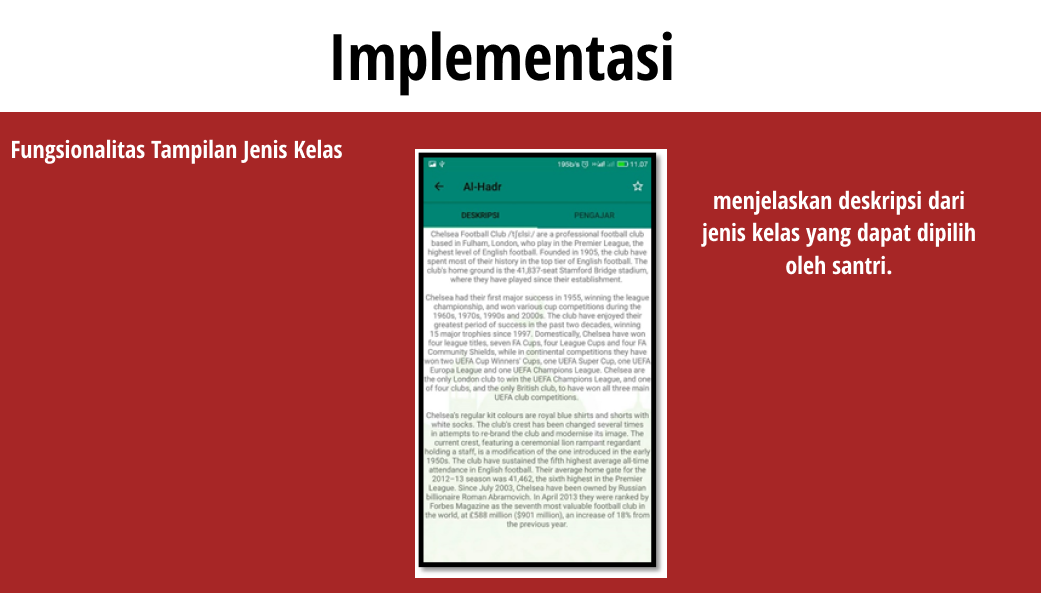 Implementasi
Fungsionalitas Tampilan Jenis Kelas
195b/s 11.07
Al-Hadr
DESKRIPSI PENGAJAR
Chelsea Football Club /tʃɛlsi/ are a professional football club
based in Fulham, London, who play in the Premier League, the
highest level of English football. Founded in 1905, the club have
spent most of their history in the top tier of English football. The
club's home ground is the 41,837-seat Stamford Bridge stadium,
where they have played since their establishment.
Chelsea had their first major success in 1955, winning the league
championship, and won various cup competitions during the
1960s, 1970s, 1990s and 2000s. The club have enjoyed their
greatest period of success in the past two decades, winning
15 major trophies since 1997. Domestically, Chelsea have won
four league titles, seven FA Cups, four League Cups and four FA
Community Shields, while in continental competitions they have
won two UEFA Cup Winners' Cups, one UEFA Super Cup, one UEFA
Europa League and one UEFA Champions League. Chelsea are
the only London club to win the UEFA Champions League, and one
of four clubs, and the only British club, to have won all three main
UEFA club competitions.
Chelsea's regular kit colours are royal blue shirts and shorts with
white socks. The club's crest has been changed several times
in attempts to re-brand the club and modernise its image. The
current crest, featuring a ceremonial lion rampant regardant
holding a staff, is a modification of the one introduced in the early
1950s. The club have sustained the fifth highest average all-time
attendance in English football. Their average home gate for the
2012–13 season was 41,462, the sixth highest in the Premier
League. Since July 2003, Chelsea have been owned by Russian
billionaire Roman Abramovich. In April 2013 they were ranked by
Forbes Magazine as the seventh most valuable football club in
the world, at £588 million ($901 million), an increase of 18% from
the previous year.
menjelaskan deskripsi dari
jenis kelas yang dapat dipilih
oleh santri.